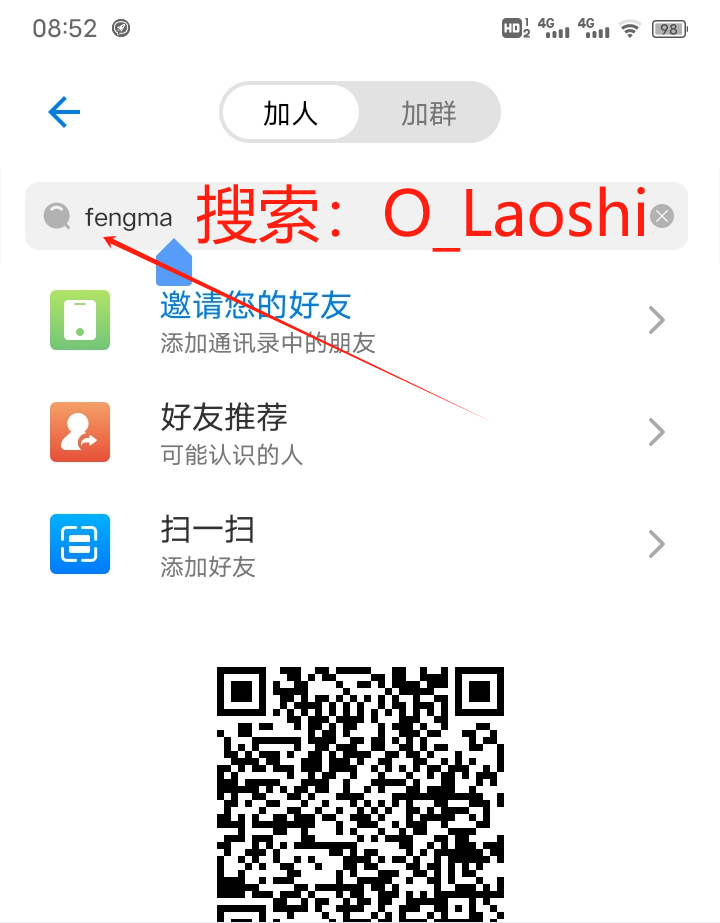 08:52
HD 1 2 4G 4G 98
加人 加群
fengma 搜索：O_Laoshi
邀请您的好友
添加通讯录中的朋友
好友推荐
可能认识的人
扫一扫
添加好友